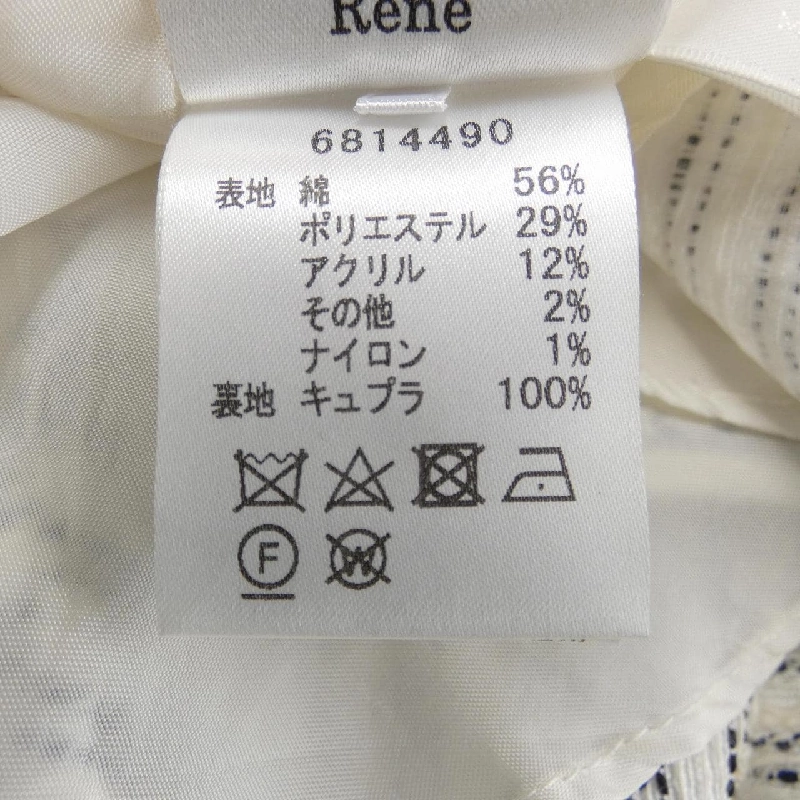 René
6814490
表地 綿 56%
ポリエステル 29%
アクリル 12%
その他 2%
ナイロン 1%
裏地 キュプラ 100%
F W